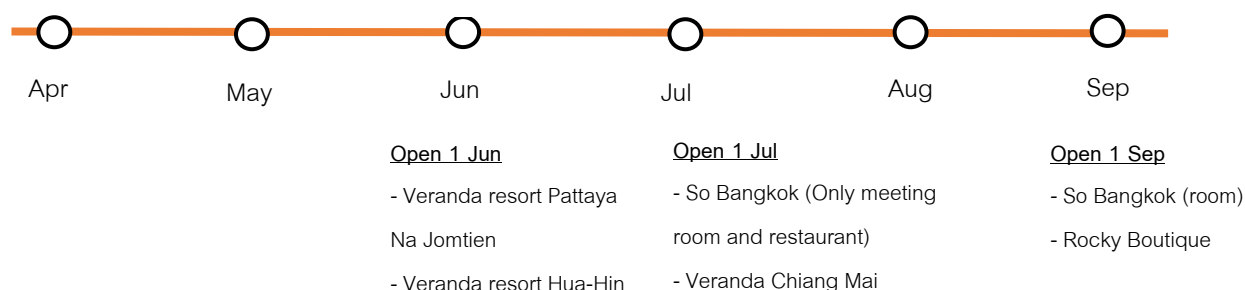 Apr
May
Jun
Jul
Aug
Sep
Open 1 Jun
- Veranda resort Pattaya
Na Jomtien
- Veranda resort Hua-Hin
Open 1 Jul
- So Bangkok (Only meeting
room and restaurant)
- Veranda Chiang Mai
Open 1 Sep
- So Bangkok (room)
- Rocky Boutique